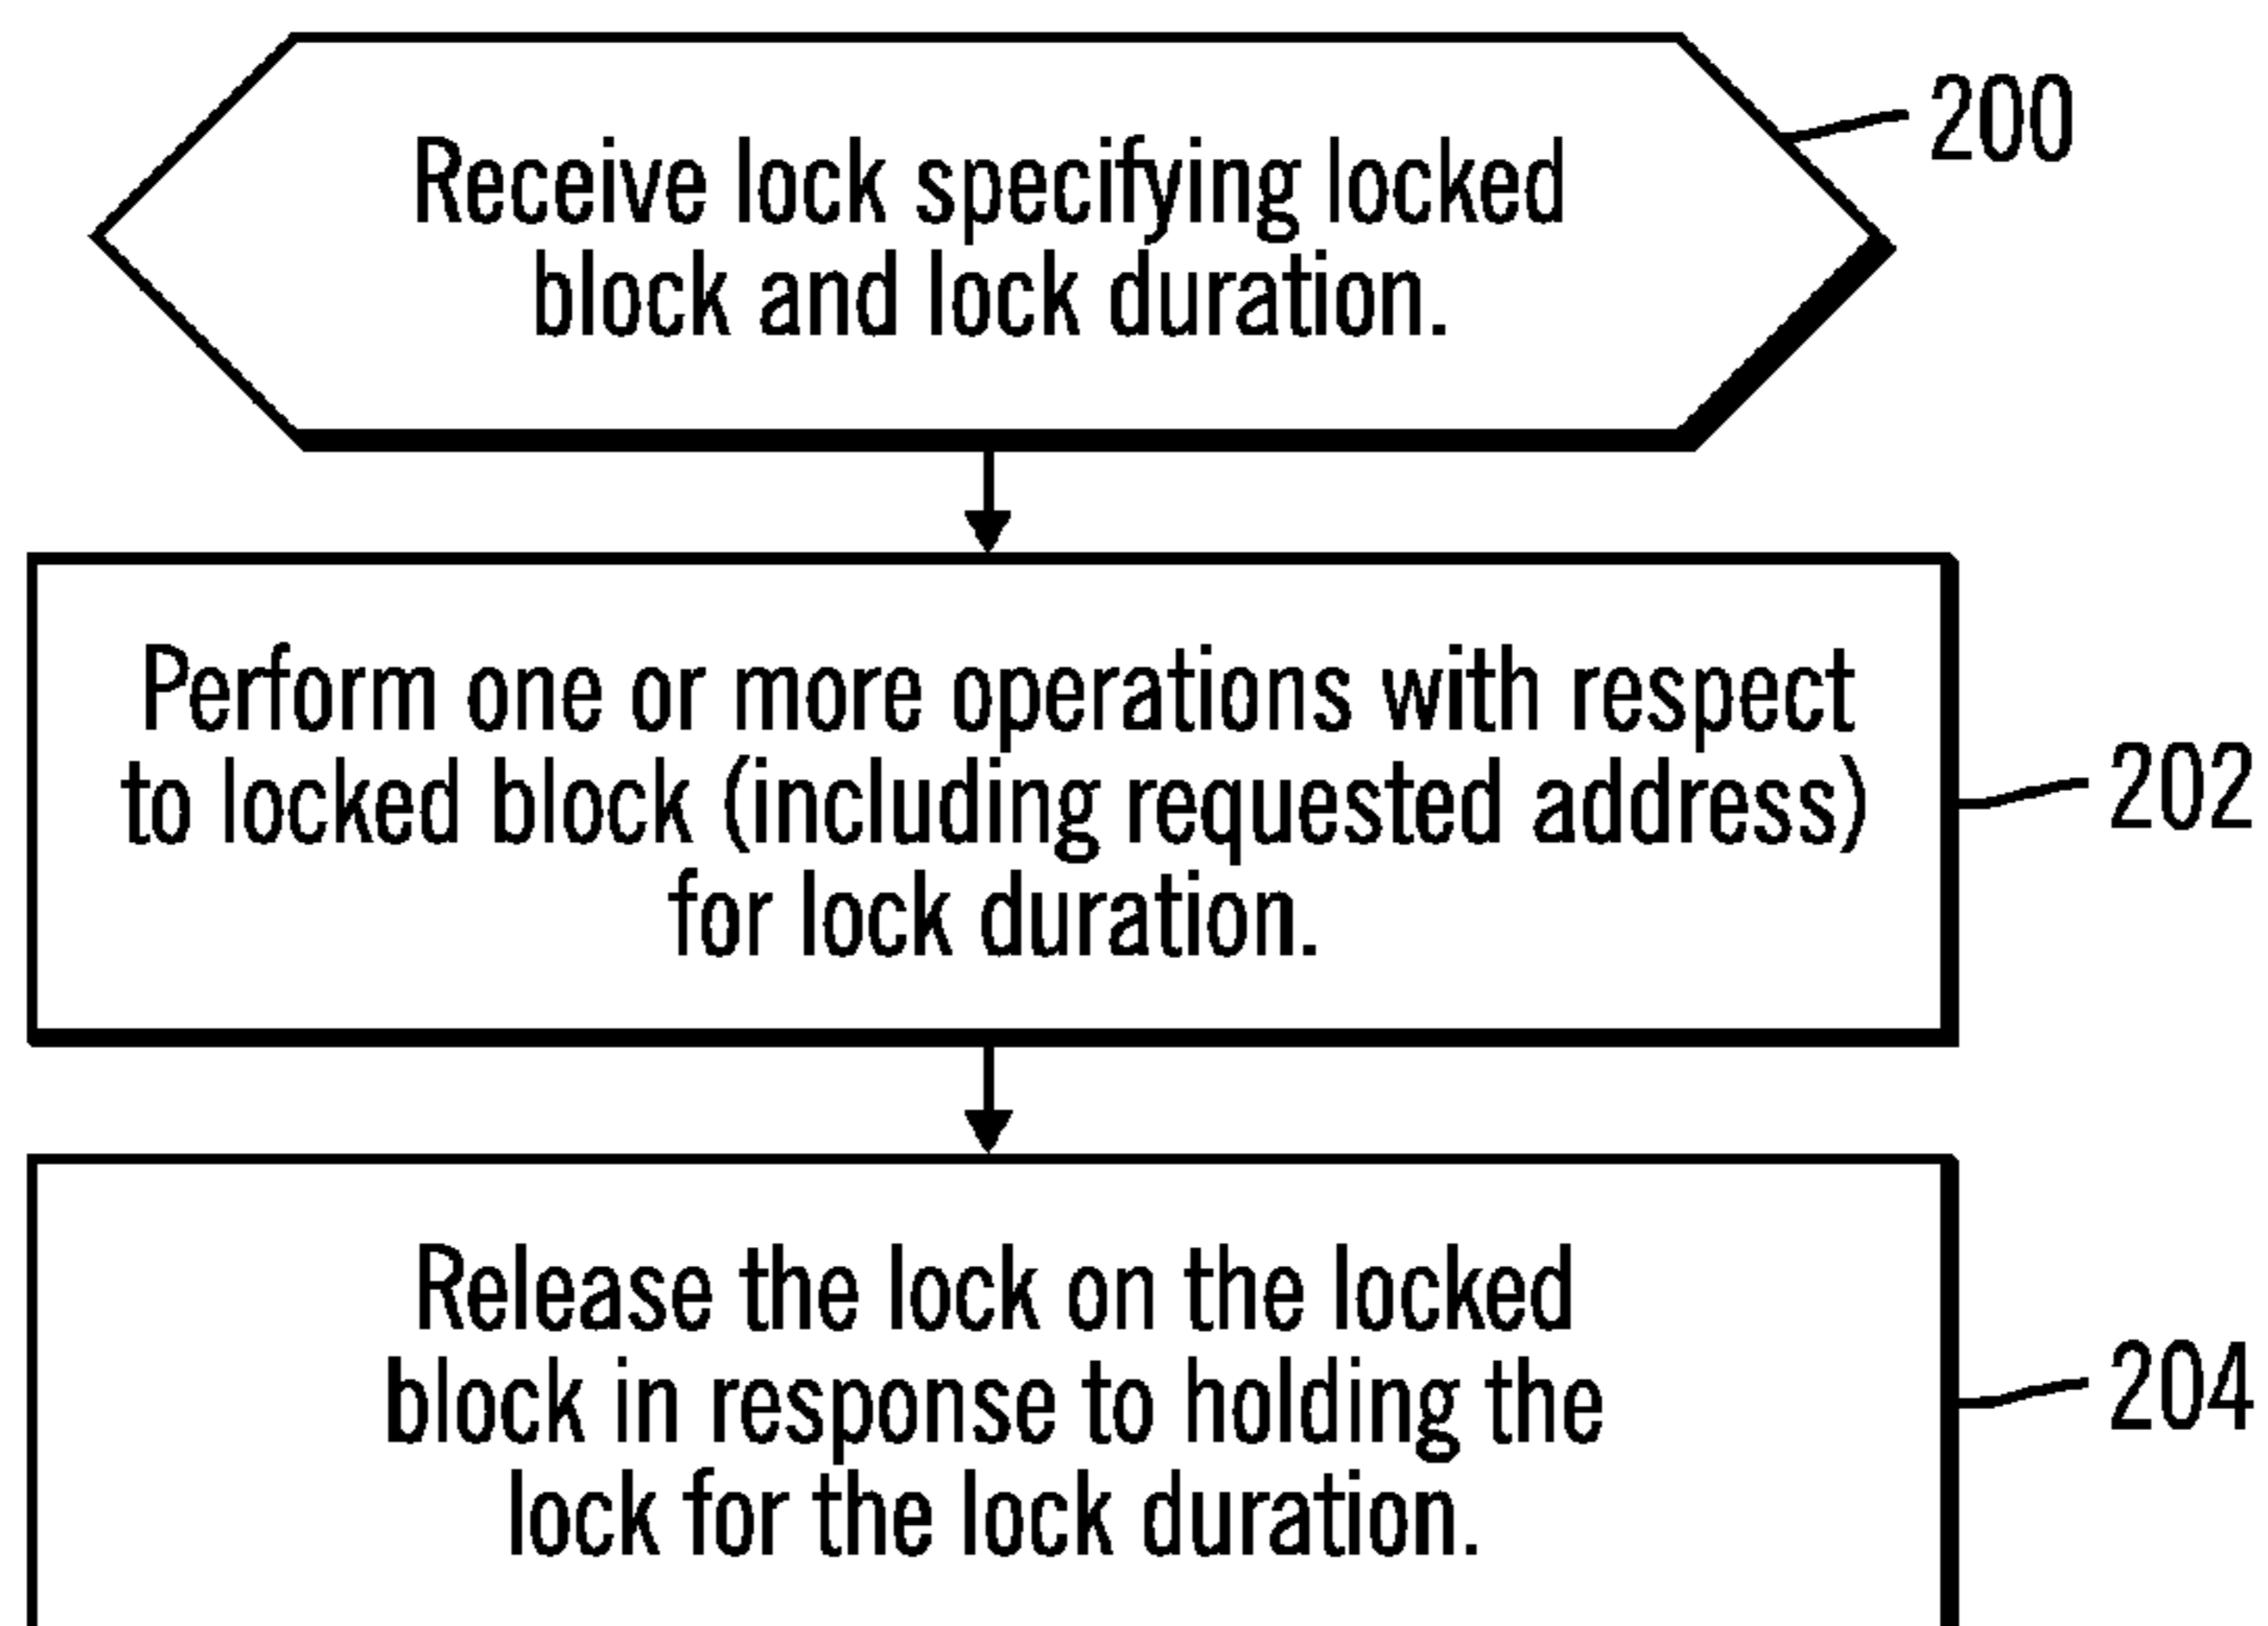 Receive lock specifying locked
block and lock duration.
200
Perform one or more operations with respect
to locked block (including requested address)
for lock duration.
202
Release the lock on the locked
block in response to holding the
lock for the lock duration.
204